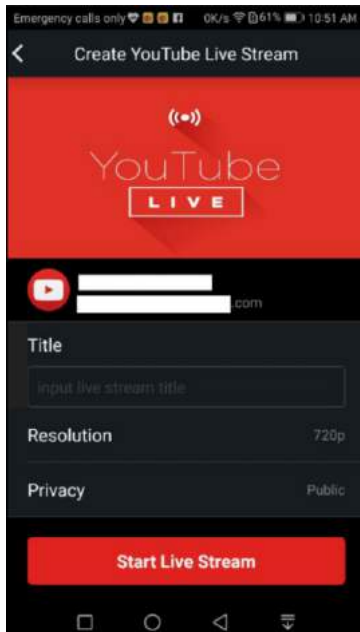 Emergency calls only 0K/s 61% 10:51 AM
Create YouTube Live Stream
YouTube
LIVE
.com
Title
input live stream title
Resolution 720p
Privacy Public
Start Live Stream